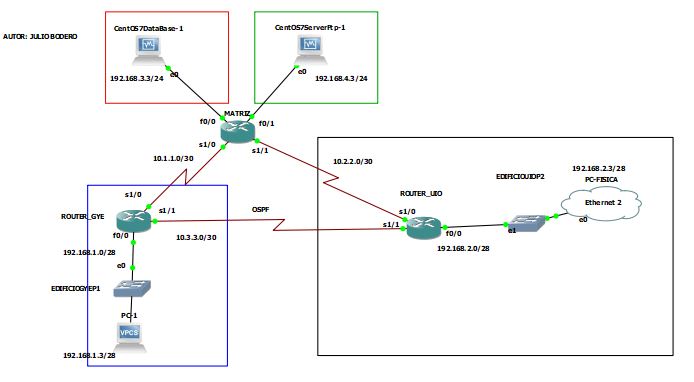 AUTOR: JULIO BODERO
CentOS7DataBase-1
CentOS7ServerFtp-1
e0
192.168.3.3/24
e0
192.168.4.3/24
MATRIZ
f0/0
f0/1
s1/0
s1/1
10.1.1.0/30
10.2.2.0/30
192.168.2.3/28
PC-FISICA
EDIFICIOUIOP2
Ethernet 2
e0
e1
ROUTER_UIO
s1/0
s1/1
f0/0
192.168.2.0/28
OSPF
10.3.3.0/30
s1/0
s1/1
ROUTER_GYE
f0/0
192.168.1.0/28
e0
EDIFICIOGYEP1
PC-1
VPCS
192.168.1.3/28